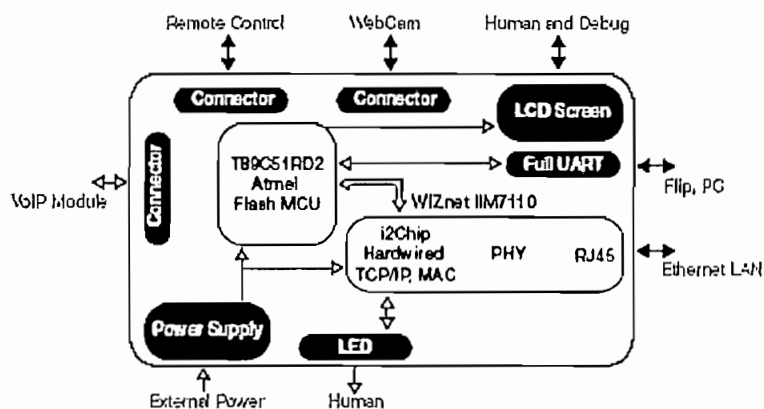 Remote Control
WebCam
Human and Debug
Connector
Connector
LCD Screen
Connector
T89C51RD2
Atmel
Flash MCU
Full UART
VoIP Module
Flip, PC
WIZnet IIM7110
i2Chip
Hardwired
TCP/IP, MAC
PHY
RJ45
Ethernet LAN
Power Supply
LED
External Power
Human